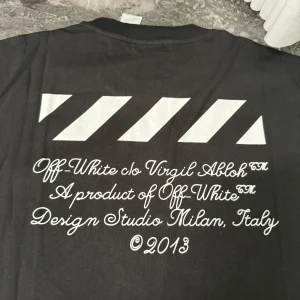 Off-White c/o Virgil Abloh™
A product of Off-White™
Design Studio Milan, Italy
©2013